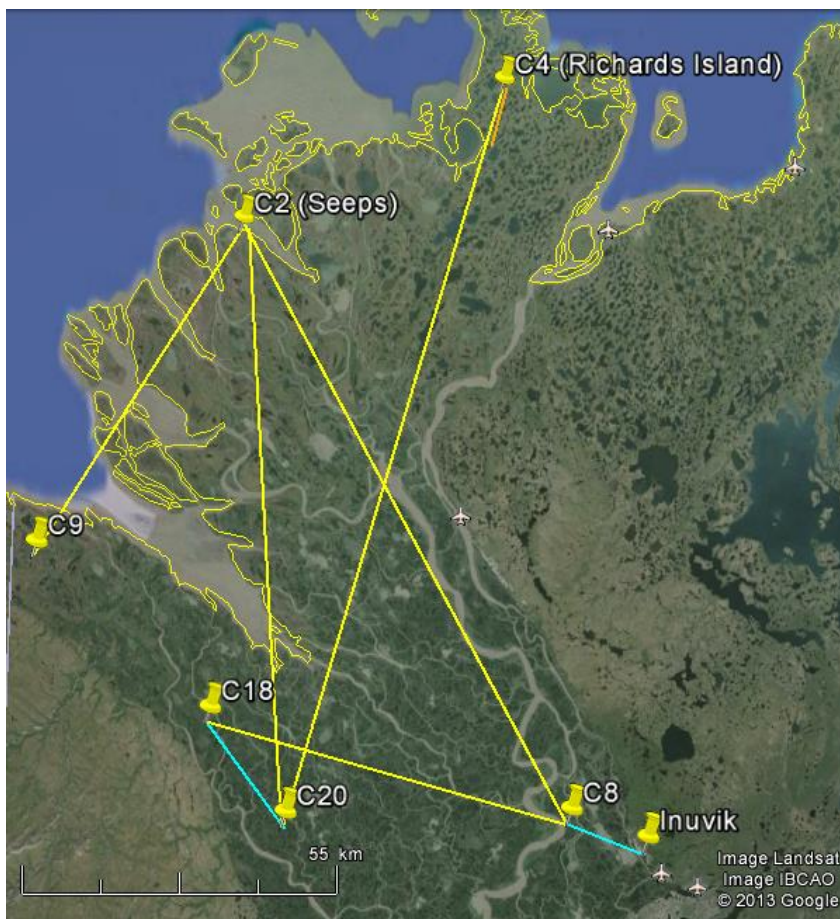 C4 (Richards Island)
C2 (Seeps)
C9
C18
C20
C8
Inuvik
55 km
Image Landsat
Image IBCAO
© 2013 Google